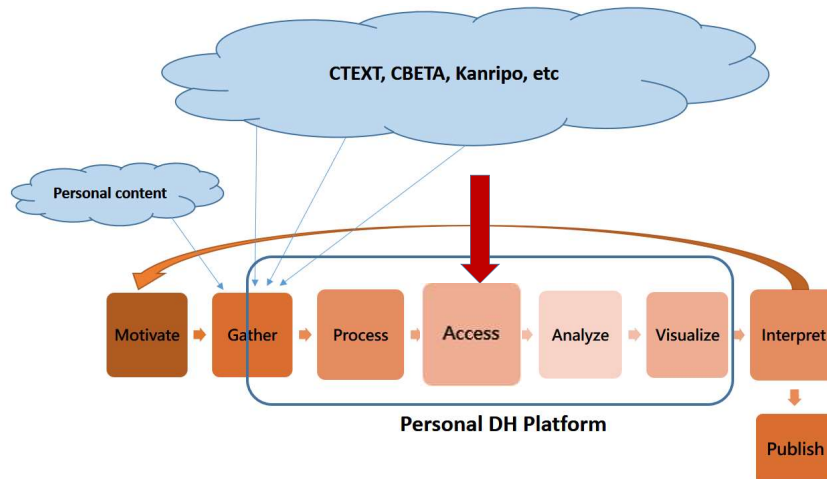 CTEXT, CBETA, Kanripo, etc
Personal content
Motivate
Gather
Process
Access
Analyze
Visualize
Interpret
Personal DH Platform
Publish